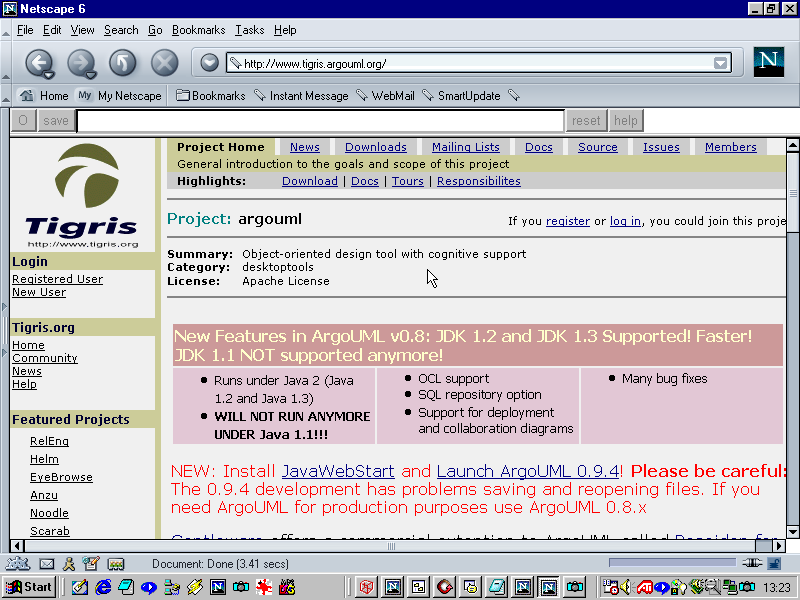 Netscape 6
File Edit View Search Go Bookmarks Tasks Help
http://www.tigris.argouml.org/
N
Home My My Netscape Bookmarks Instant Message WebMail SmartUpdate
O save reset help
Project Home News Downloads Mailing Lists Docs Source Issues Members
General introduction to the goals and scope of this project
Highlights: Download | Docs | Tours | Responsibilites
Tigris
http://www.tigris.org
Project: argouml
If you register or log in, you could join this proje
Summary: Object-oriented design tool with cognitive support
Category: desktoptools
License: Apache License
Login
Registered User
New User
Tigris.org
Home
Community
News
Help
Featured Projects
RelEnq
Helm
EyeBrowse
Anzu
Noodle
Scarab
New Features in ArgoUML v0.8: JDK 1.2 and JDK 1.3 Supported! Faster!
JDK 1.1 NOT supported anymore!
Runs under Java 2 (Java
1.2 and Java 1.3)
WILL NOT RUN ANYMORE
UNDER Java 1.1!!!
OCL support
SQL repository option
Support for deployment
and collaboration diagrams
Many bug fixes
NEW: Install JavaWebStart and Launch ArgoUML 0.9.4! Please be careful:
The 0.9.4 development has problems saving and reopening files. If you
need ArgoUML for production purposes use ArgoUML 0.8.x
Document: Done (3.41 secs)
Start
13:23